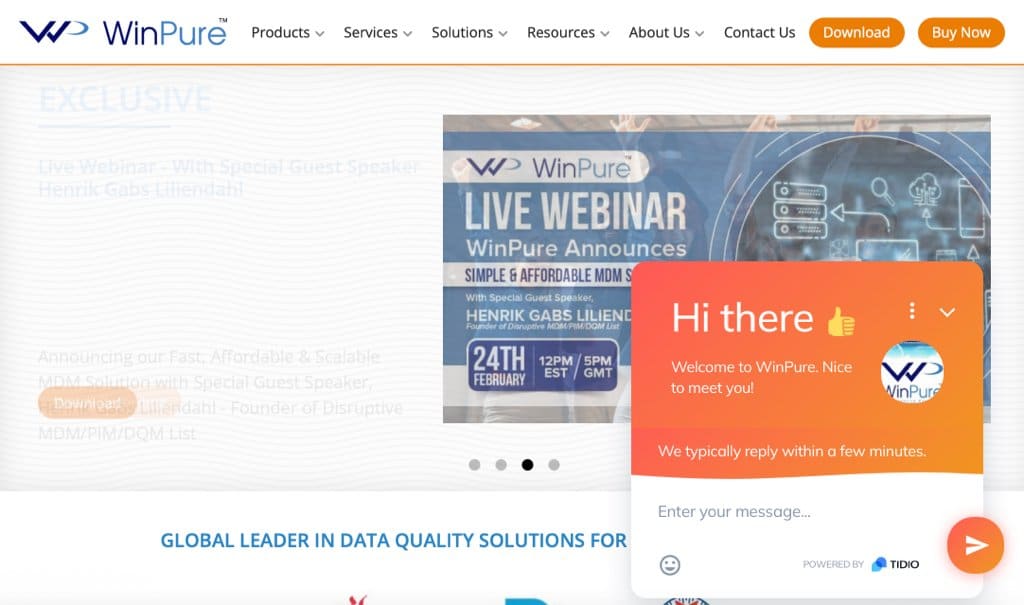 WinPure™
Products
Services
Solutions
Resources
About Us
Contact Us
Download
Buy Now
EXCLUSIVE
Live Webinar - With Special Guest Speaker
Henrik Gabs Liliendahl
Announcing our Fast, Affordable & Scalable
MDM Solution with Special Guest Speaker,
Henrik Gabs Liliendahl - Founder of Disruptive
MDM/PIM/DQM List
Download
WinPure™
LIVE WEBINAR
WinPure Announces
SIMPLE & AFFORDABLE MDM S
With Special Guest Speaker,
HENRIK GABS LILIEND
Founder of Disruptive MDM/PIM/DQM List
24TH
FEBRUARY
12PM
EST
/
5PM
GMT
Hi there 👍
Welcome to WinPure. Nice
to meet you!
WinPure
We typically reply within a few minutes.
Enter your message...
POWERED BY TIDIO
GLOBAL LEADER IN DATA QUALITY SOLUTIONS FOR